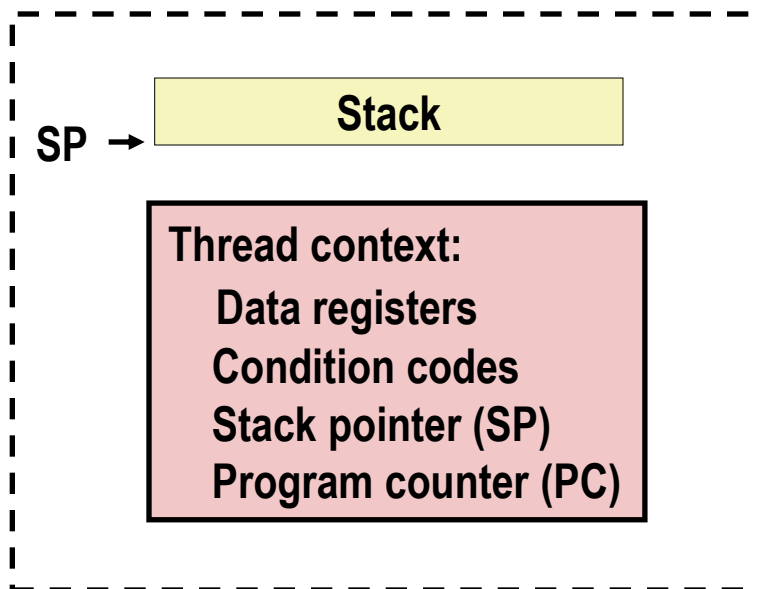 Stack
SP →
Thread context:
Data registers
Condition codes
Stack pointer (SP)
Program counter (PC)